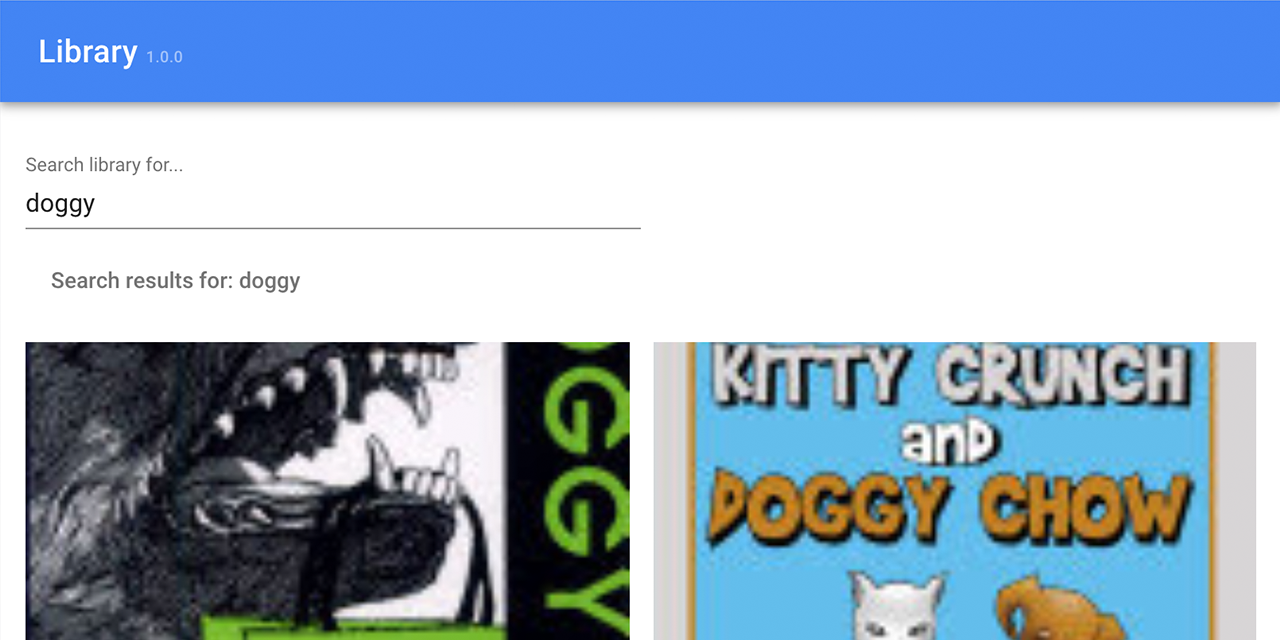 Library 1.0.0
Search library for...
doggy
Search results for: doggy
OGGY
KITTY CRUNCH
and
DOGGY CHOW